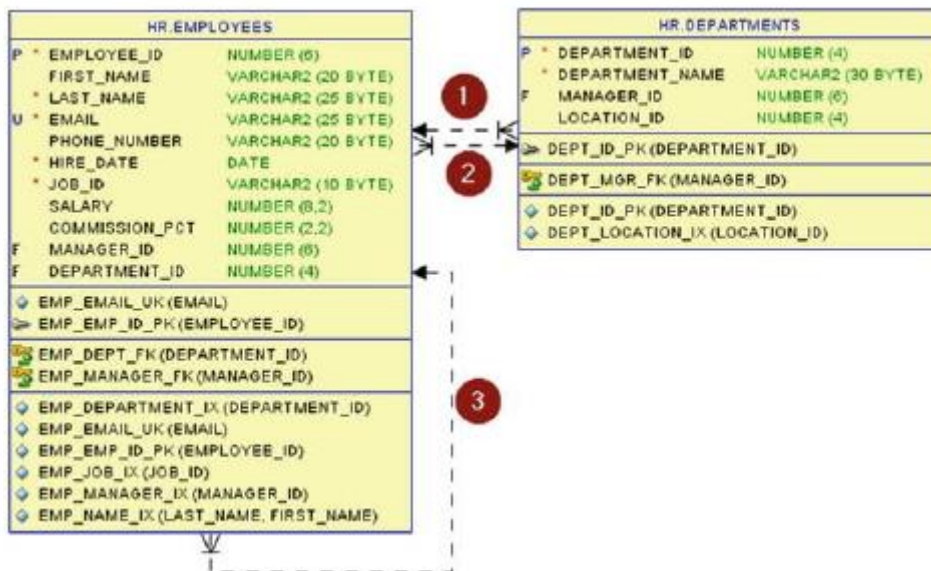 HR.EMPLOYEES
P * EMPLOYEE_ID NUMBER (6)
FIRST_NAME VARCHAR2 (20 BYTE)
* LAST_NAME VARCHAR2 (25 BYTE)
U * EMAIL VARCHAR2 (25 BYTE)
PHONE_NUMBER VARCHAR2 (20 BYTE)
* HIRE_DATE DATE
* JOB_ID VARCHAR2 (10 BYTE)
SALARY NUMBER (8,2)
COMMISSION_PCT NUMBER (2,2)
F MANAGER_ID NUMBER (6)
F DEPARTMENT_ID NUMBER (4)
EMP_EMAIL_UK (EMAIL)
EMP_EMP_ID_PK (EMPLOYEE_ID)
EMP_DEPT_FK (DEPARTMENT_ID)
EMP_MANAGER_FK (MANAGER_ID)
EMP_DEPARTMENT_IX (DEPARTMENT_ID)
EMP_EMAIL_UK (EMAIL)
EMP_EMP_ID_PK (EMPLOYEE_ID)
EMP_JOB_IX (JOB_ID)
EMP_MANAGER_IX (MANAGER_ID)
EMP_NAME_IX (LAST_NAME, FIRST_NAME)
1
2
3
HR.DEPARTMENTS
P * DEPARTMENT_ID NUMBER (4)
* DEPARTMENT_NAME VARCHAR2 (30 BYTE)
F MANAGER_ID NUMBER (6)
LOCATION_ID NUMBER (4)
DEPT_ID_PK (DEPARTMENT_ID)
DEPT_MGR_FK (MANAGER_ID)
DEPT_ID_PK (DEPARTMENT_ID)
DEPT_LOCATION_IX (LOCATION_ID)